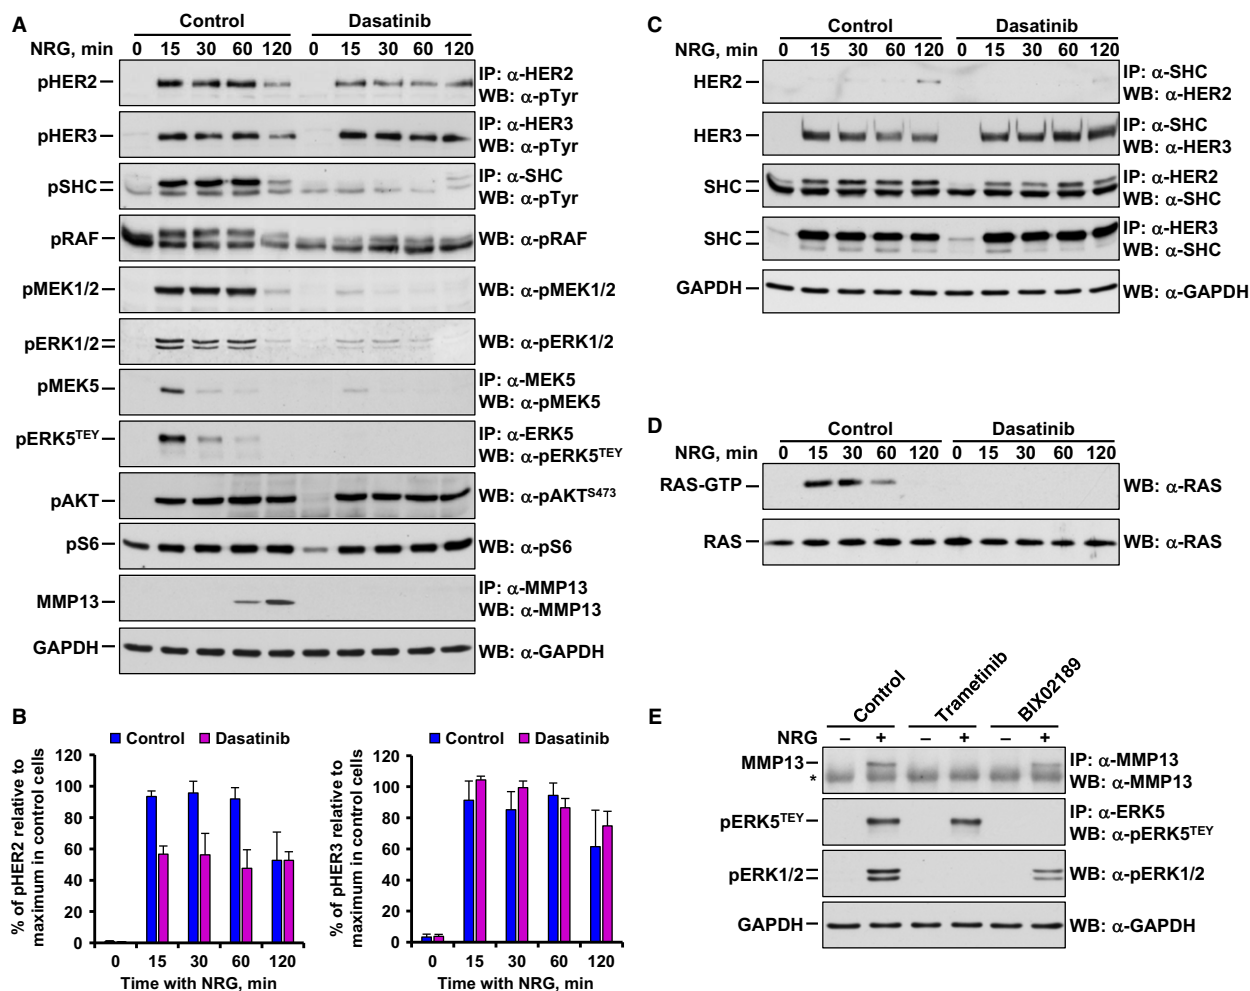 A
Control Dasatinib
NRG, min 0 15 30 60 120 0 15 30 60 120
pHER2 IP: α-HER2
WB: α-pTyr
pHER3 IP: α-HER3
WB: α-pTyr
pSHC IP: α-SHC
WB: α-pTyr
pRAF WB: α-pRAF
pMEK1/2 WB: α-pMEK1/2
pERK1/2 WB: α-pERK1/2
pMEK5 IP: α-MEK5
WB: α-pMEK5
pERK5TEY IP: α-ERK5
WB: α-pERK5TEY
pAKT WB: α-pAKTS473
pS6 WB: α-pS6
MMP13 IP: α-MMP13
WB: α-MMP13
GAPDH WB: α-GAPDH
B
Control Dasatinib
% of pHER2 relative to
maximum in control cells
120
100
80
60
40
20
0
0 15 30 60 120
Time with NRG, min
Control Dasatinib
% of pHER3 relative to
maximum in control cells
120
100
80
60
40
20
0
0 15 30 60 120
Time with NRG, min
C
Control Dasatinib
NRG, min 0 15 30 60 120 0 15 30 60 120
HER2 IP: α-SHC
WB: α-HER2
HER3 IP: α-SHC
WB: α-HER3
SHC IP: α-HER2
WB: α-SHC
SHC IP: α-HER3
WB: α-SHC
GAPDH WB: α-GAPDH
D
Control Dasatinib
NRG, min 0 15 30 60 120 0 15 30 60 120
RAS-GTP WB: α-RAS
RAS WB: α-RAS
E
Control Trametinib BIX02189
NRG – + – + – +
MMP13 IP: α-MMP13
* WB: α-MMP13
pERK5TEY IP: α-ERK5
WB: α-pERK5TEY
pERK1/2 WB: α-pERK1/2
GAPDH WB: α-GAPDH